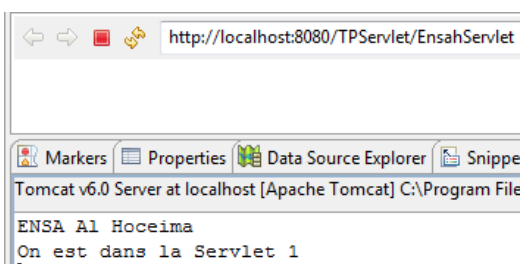 http://localhost:8080/TPServlet/EnsahServlet
Markers Properties Data Source Explorer Snippe
Tomcat v6.0 Server at localhost [Apache Tomcat] C:\Program File
ENSA Al Hoceima
On est dans la Servlet 1